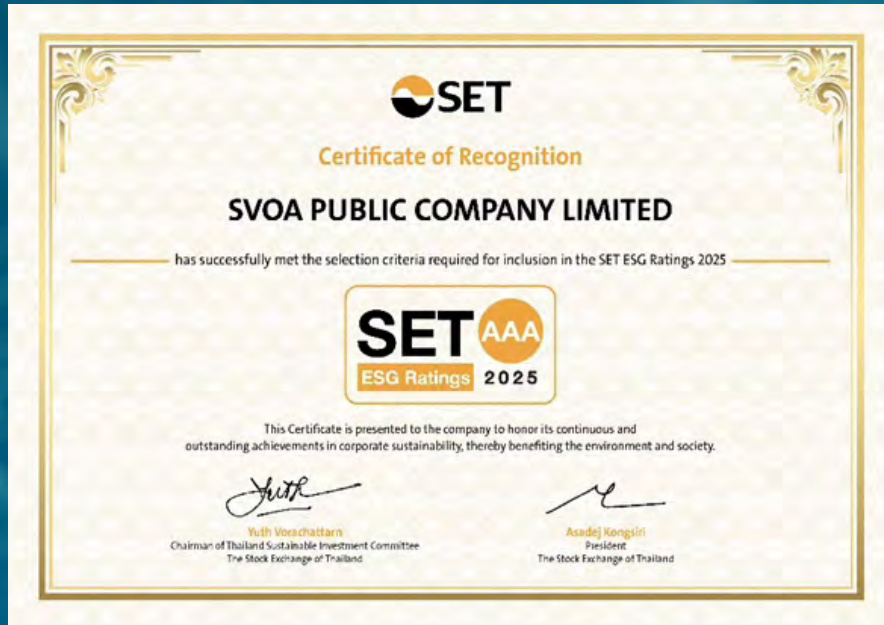 SET
Certificate of Recognition
SVOA PUBLIC COMPANY LIMITED
has successfully met the selection criteria required for inclusion in the SET ESG Ratings 2025
SET AAA
ESG Ratings 2025
This Certificate is presented to the company to honor its continuous and
outstanding achievements in corporate sustainability, thereby benefiting the environment and society.
Yuth
Yuth Vorachattarn
Chairman of Thailand Sustainable Investment Committee
The Stock Exchange of Thailand
Asadej Kongsiri
President
The Stock Exchange of Thailand